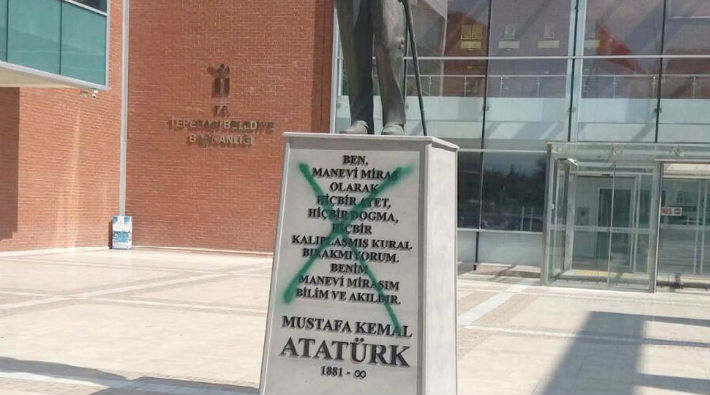 T.C.
TEPEBAŞI BELEDİYE
BAŞKANLIĞI
BEN,
MANEVİ MİRAS
OLARAK
HİÇBİR AYET,
HİÇBİR DOGMA,
HİÇBİR
KALIPLAŞMIŞ KURAL
BIRAKMIYORUM.
BENİM
MANEVİ MİRASIM
BİLİM VE AKILDIR.
MUSTAFA KEMAL
ATATÜRK
1881 - ∞